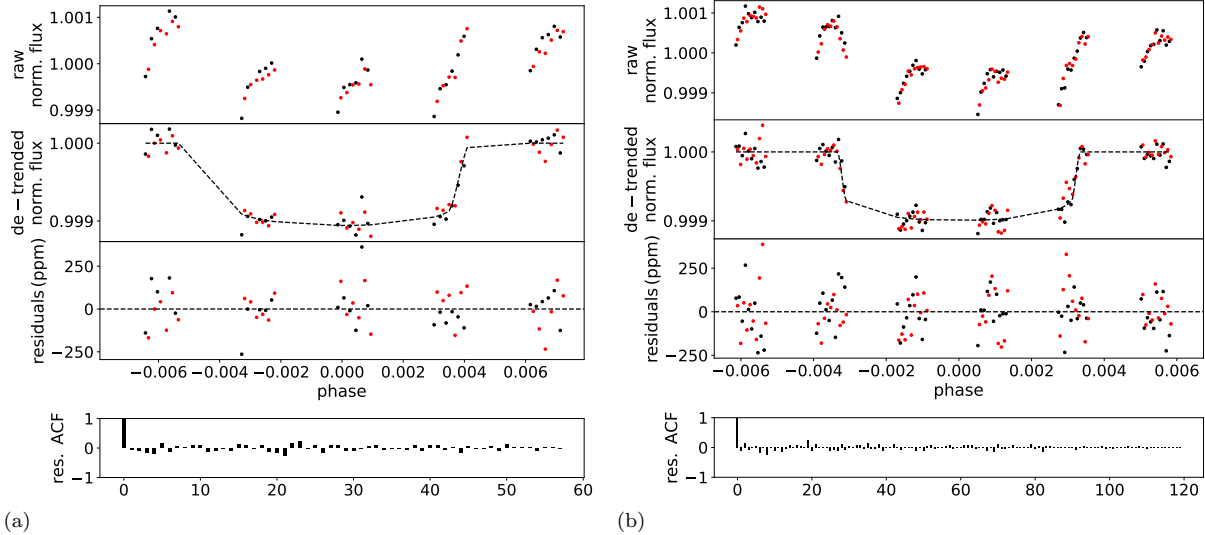 raw
norm. flux
1.001
1.000
0.999
de−trended
norm. flux
1.000
0.999
residuals (ppm)
250
0
−250
−0.006 −0.004 −0.002 0.000 0.002 0.004 0.006
phase
res. ACF
1
0
−1
0 10 20 30 40 50 60
(a)
raw
norm. flux
1.001
1.000
0.999
de−trended
norm. flux
1.000
0.999
residuals (ppm)
250
0
−250
−0.006 −0.004 −0.002 0.000 0.002 0.004 0.006
phase
res. ACF
1
0
−1
0 20 40 60 80 100 120
(b)